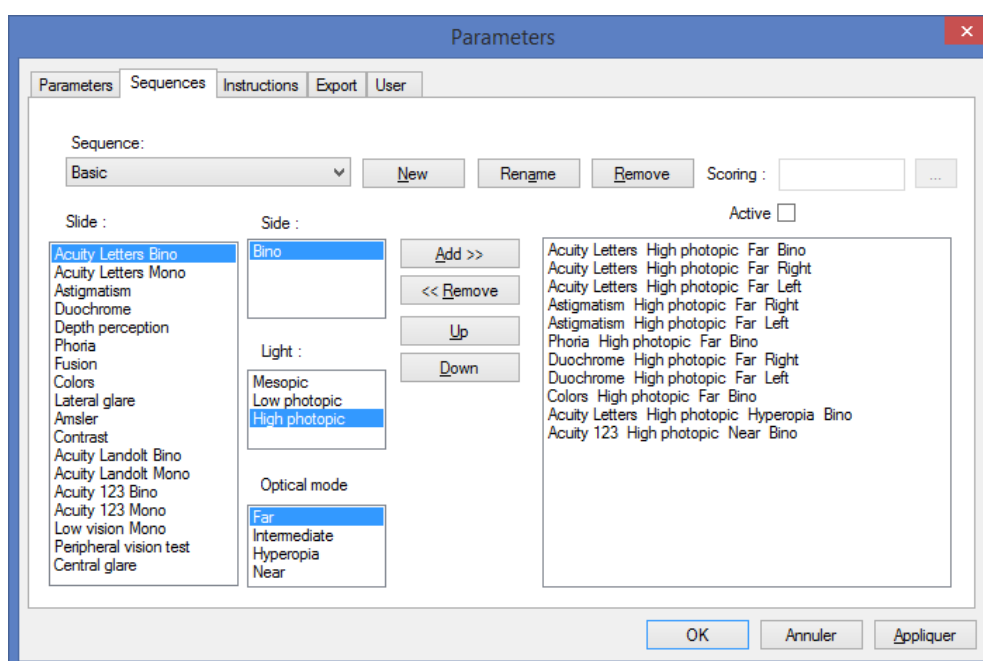 Parameters
Parameters Sequences Instructions Export User
Sequence:
Basic New Rename Remove Scoring : ...
Active
Slide :
Acuity Letters Bino
Acuity Letters Mono
Astigmatism
Duochrome
Depth perception
Phoria
Fusion
Colors
Lateral glare
Amsler
Contrast
Acuity Landolt Bino
Acuity Landolt Mono
Acuity 123 Bino
Acuity 123 Mono
Low vision Mono
Peripheral vision test
Central glare
Side :
Bino
Light :
Mesopic
Low photopic
High photopic
Optical mode
Far
Intermediate
Hyperopia
Near
Add >>
<< Remove
Up
Down
Acuity Letters High photopic Far Bino
Acuity Letters High photopic Far Right
Acuity Letters High photopic Far Left
Astigmatism High photopic Far Right
Astigmatism High photopic Far Left
Phoria High photopic Far Bino
Duochrome High photopic Far Right
Duochrome High photopic Far Left
Colors High photopic Far Bino
Acuity Letters High photopic Hyperopia Bino
Acuity 123 High photopic Near Bino
OK Annuler Appliquer